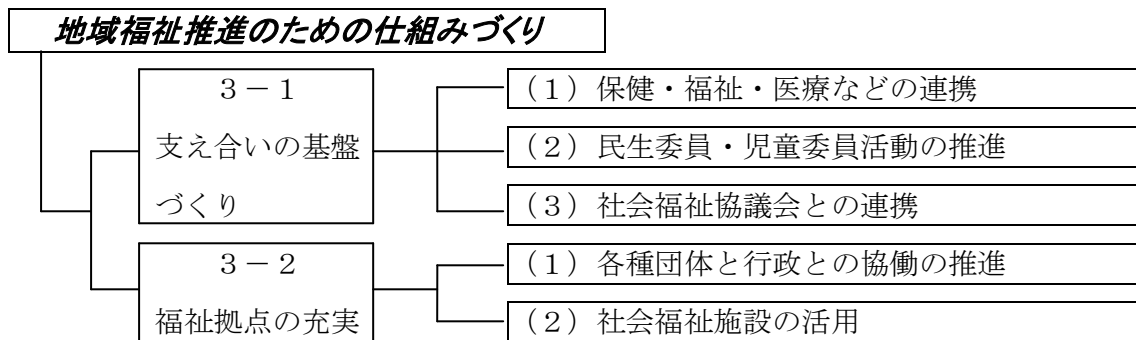 地域福祉推進のための仕組みづくり
３－１
支え合いの基盤
づくり
（１）保健・福祉・医療などの連携
（２）民生委員・児童委員活動の推進
（３）社会福祉協議会との連携
３－２
福祉拠点の充実
（１）各種団体と行政との協働の推進
（２）社会福祉施設の活用